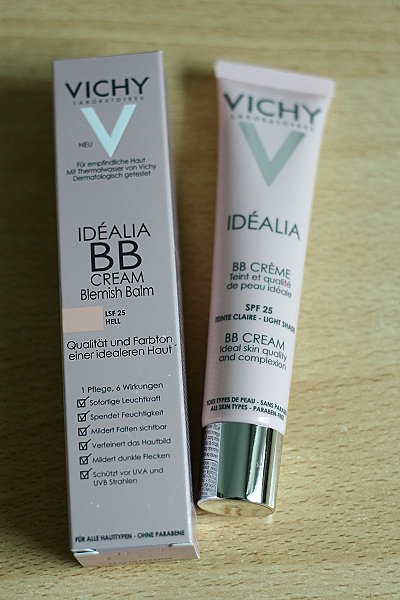 VICHY
LABORATOIRES
NEU
Für empfindliche Haut
Mit Thermalwasser von Vichy
Dermatologisch getestet
IDÉALIA
BB
CREAM
Blemish Balm
LSF 25
HELL
Qualität und Farbton
einer idealeren Haut
1 Pflege, 6 Wirkungen
Sofortige Leuchtkraft
Spendet Feuchtigkeit
Mildert Falten sichtbar
Verfeinert das Hautbild
Mildert dunkle Flecken
Schützt vor UVA und
UVB Strahlen
FÜR ALLE HAUTTYPEN - OHNE PARABENE
VICHY
LABORATOIRES
IDÉALIA
BB CRÈME
Teint et qualité
de peau idéale
SPF 25
TEINTE CLAIRE - LIGHT SHADE
BB CREAM
Ideal skin quality
and complexion
TOUS TYPES DE PEAU - SANS PARABEN
ALL SKIN TYPES - PARABEN-FREE